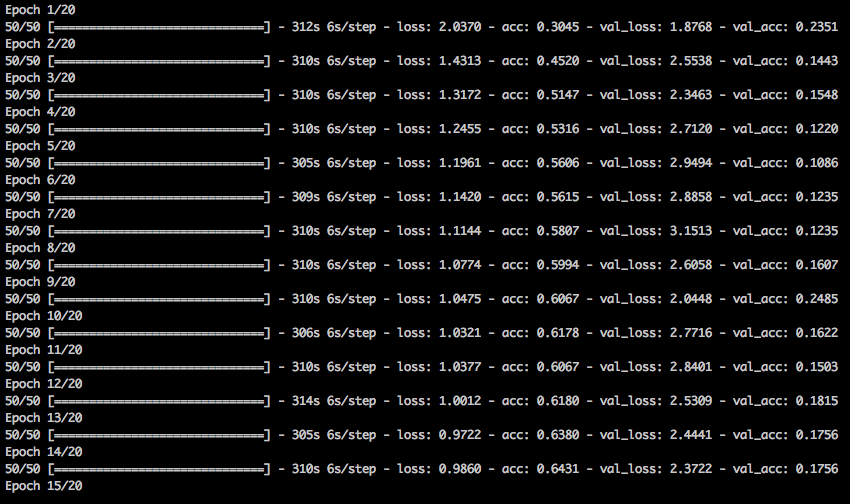 Epoch 1/20
50/50 [==============================] - 312s 6s/step - loss: 2.0370 - acc: 0.3045 - val_loss: 1.8768 - val_acc: 0.2351
Epoch 2/20
50/50 [==============================] - 310s 6s/step - loss: 1.4313 - acc: 0.4520 - val_loss: 2.5538 - val_acc: 0.1443
Epoch 3/20
50/50 [==============================] - 310s 6s/step - loss: 1.3172 - acc: 0.5147 - val_loss: 2.3463 - val_acc: 0.1548
Epoch 4/20
50/50 [==============================] - 310s 6s/step - loss: 1.2455 - acc: 0.5316 - val_loss: 2.7120 - val_acc: 0.1220
Epoch 5/20
50/50 [==============================] - 305s 6s/step - loss: 1.1961 - acc: 0.5606 - val_loss: 2.9494 - val_acc: 0.1086
Epoch 6/20
50/50 [==============================] - 309s 6s/step - loss: 1.1420 - acc: 0.5615 - val_loss: 2.8858 - val_acc: 0.1235
Epoch 7/20
50/50 [==============================] - 310s 6s/step - loss: 1.1144 - acc: 0.5807 - val_loss: 3.1513 - val_acc: 0.1235
Epoch 8/20
50/50 [==============================] - 310s 6s/step - loss: 1.0774 - acc: 0.5994 - val_loss: 2.6058 - val_acc: 0.1607
Epoch 9/20
50/50 [==============================] - 310s 6s/step - loss: 1.0475 - acc: 0.6067 - val_loss: 2.0448 - val_acc: 0.2485
Epoch 10/20
50/50 [==============================] - 306s 6s/step - loss: 1.0321 - acc: 0.6178 - val_loss: 2.7716 - val_acc: 0.1622
Epoch 11/20
50/50 [==============================] - 310s 6s/step - loss: 1.0377 - acc: 0.6067 - val_loss: 2.8401 - val_acc: 0.1503
Epoch 12/20
50/50 [==============================] - 314s 6s/step - loss: 1.0012 - acc: 0.6180 - val_loss: 2.5309 - val_acc: 0.1815
Epoch 13/20
50/50 [==============================] - 305s 6s/step - loss: 0.9722 - acc: 0.6380 - val_loss: 2.4441 - val_acc: 0.1756
Epoch 14/20
50/50 [==============================] - 310s 6s/step - loss: 0.9860 - acc: 0.6431 - val_loss: 2.3722 - val_acc: 0.1756
Epoch 15/20